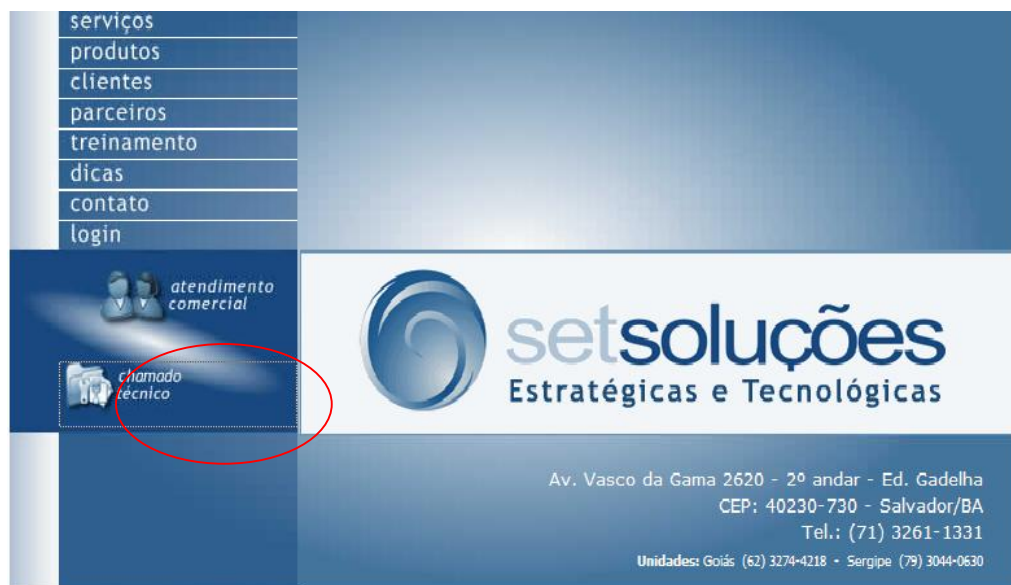 serviços
produtos
clientes
parceiros
treinamento
dicas
contato
login
atendimento
comercial
chamado
técnico
setsoluções
Estratégicas e Tecnológicas
Av. Vasco da Gama 2620 - 2º andar - Ed. Gadelha
CEP: 40230-730 - Salvador/BA
Tel.: (71) 3261-1331
Unidades: Goiás (62) 3274-4218 - Sergipe (79) 3044-0630